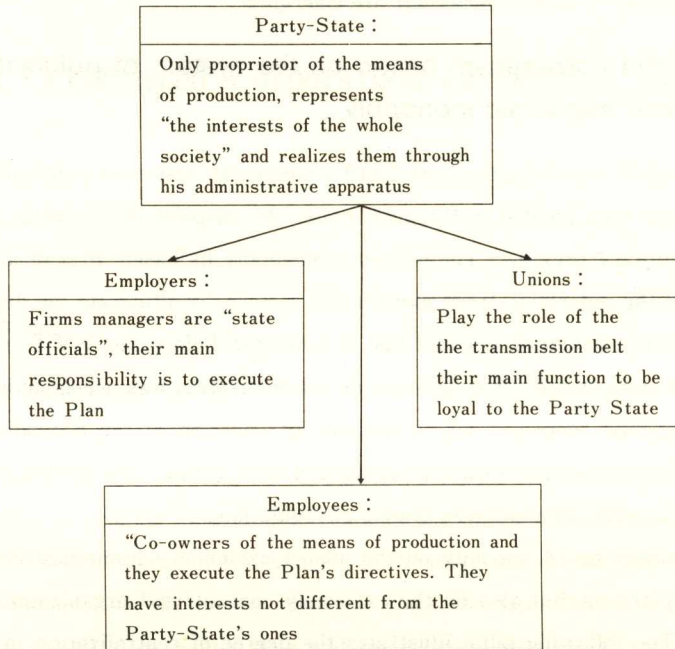 Party-State :
Only proprietor of the means
of production, represents
“the interests of the whole
society” and realizes them through
his administrative apparatus
Employers :
Firms managers are “state
officials”, their main
responsibility is to execute
the Plan
Unions :
Play the role of the
the transmission belt
their main function to be
loyal to the Party State
Employees :
“Co-owners of the means of production and
they execute the Plan’s directives. They
have interests not different from the
Party-State’s ones